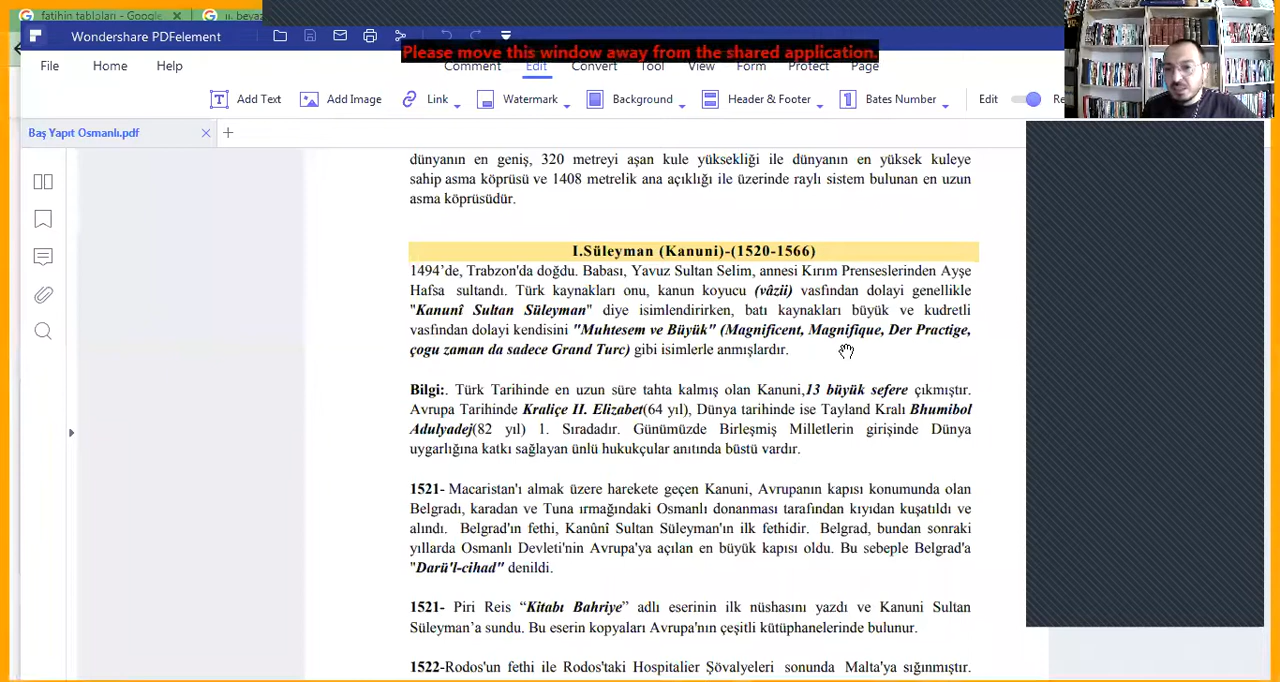 fatihin tabloları - Google
ıı. beyaz
Wondershare PDFelement
Please move this window away from the shared application.
File Home Help Comment Edit Convert Tool View Form Protect Page
Add Text Add Image Link Watermark Background Header & Footer Bates Number Edit
Baş Yapıt Osmanlı.pdf
dünyanın en geniş, 320 metreyi aşan kule yüksekliği ile dünyanın en yüksek kuleye
sahip asma köprüsü ve 1408 metrelik ana açıklığı ile üzerinde raylı sistem bulunan en uzun
asma köprüsüdür.
I.Süleyman (Kanuni)-(1520-1566)
1494’de, Trabzon'da doğdu. Babası, Yavuz Sultan Selim, annesi Kırım Prenseslerinden Ayşe
Hafsa sultandı. Türk kaynakları onu, kanun koyucu (vâzii) vasfından dolayi genellikle
"Kanunî Sultan Süleyman" diye isimlendirirken, batı kaynakları büyük ve kudretli
vasfindan dolayi kendisini "Muhtesem ve Büyük" (Magnificent, Magnifique, Der Practige,
çogu zaman da sadece Grand Turc) gibi isimlerle anmışlardır.
Bilgi:. Türk Tarihinde en uzun süre tahta kalmış olan Kanuni,13 büyük sefere çıkmıştır.
Avrupa Tarihinde Kraliçe II. Elizabet(64 yıl), Dünya tarihinde ise Tayland Kralı Bhumibol
Adulyadej(82 yıl) 1. Sıradadır. Günümüzde Birleşmiş Milletlerin girişinde Dünya
uygarlığına katkı sağlayan ünlü hukukçular anıtında büstü vardır.
1521- Macaristan'ı almak üzere harekete geçen Kanuni, Avrupanın kapısı konumunda olan
Belgradı, karadan ve Tuna ırmağındaki Osmanlı donanması tarafından kıyıdan kuşatıldı ve
alındı. Belgrad'ın fethi, Kanûnî Sultan Süleyman'ın ilk fethidir. Belgrad, bundan sonraki
yıllarda Osmanlı Devleti'nin Avrupa'ya açılan en büyük kapısı oldu. Bu sebeple Belgrad'a
"Darü'l-cihad" denildi.
1521- Piri Reis “Kitabı Bahriye” adlı eserinin ilk nüshasını yazdı ve Kanuni Sultan
Süleyman’a sundu. Bu eserin kopyaları Avrupa'nın çeşitli kütüphanelerinde bulunur.
1522-Rodos'un fethi ile Rodos'taki Hospitalier Şövalyeleri sonunda Malta'ya sığınmıştır.